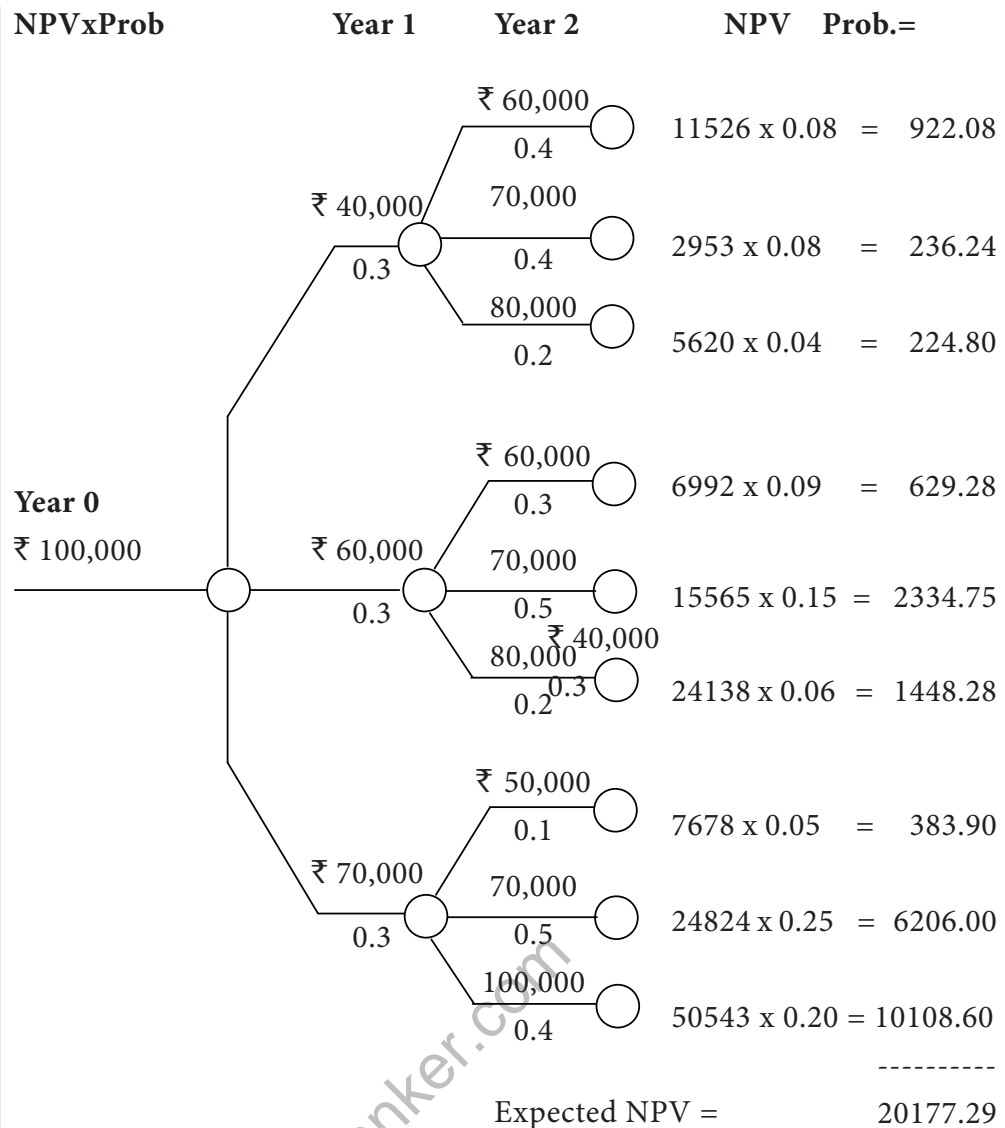 NPVxProb Year 1 Year 2 NPV Prob.=
₹ 60,000
0.4
11526 x 0.08 = 922.08
₹ 40,000
0.3
70,000
0.4
2953 x 0.08 = 236.24
80,000
0.2
5620 x 0.04 = 224.80
Year 0
₹ 100,000
₹ 60,000
0.3
6992 x 0.09 = 629.28
₹ 60,000
0.3
70,000
0.5
15565 x 0.15 = 2334.75
₹ 40,000
0.3
80,000
0.2
24138 x 0.06 = 1448.28
₹ 50,000
0.1
7678 x 0.05 = 383.90
₹ 70,000
0.3
70,000
0.5
24824 x 0.25 = 6206.00
100,000
0.4
50543 x 0.20 = 10108.60
----------
Expected NPV = 20177.29
nker.com